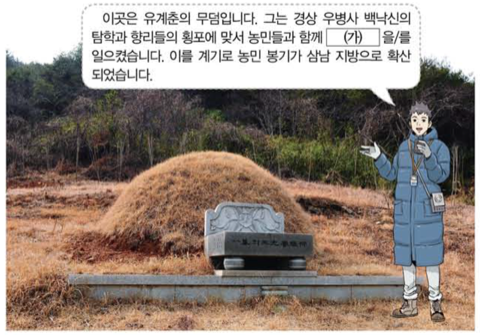 이곳은 유계춘의 무덤입니다. 그는 경상 우병사 백낙신의
탐학과 향리들의 횡포에 맞서 농민들과 함께 (가) 을/를
일으켰습니다. 이를 계기로 농민 봉기가 삼남 지방으로 확산
되었습니다.